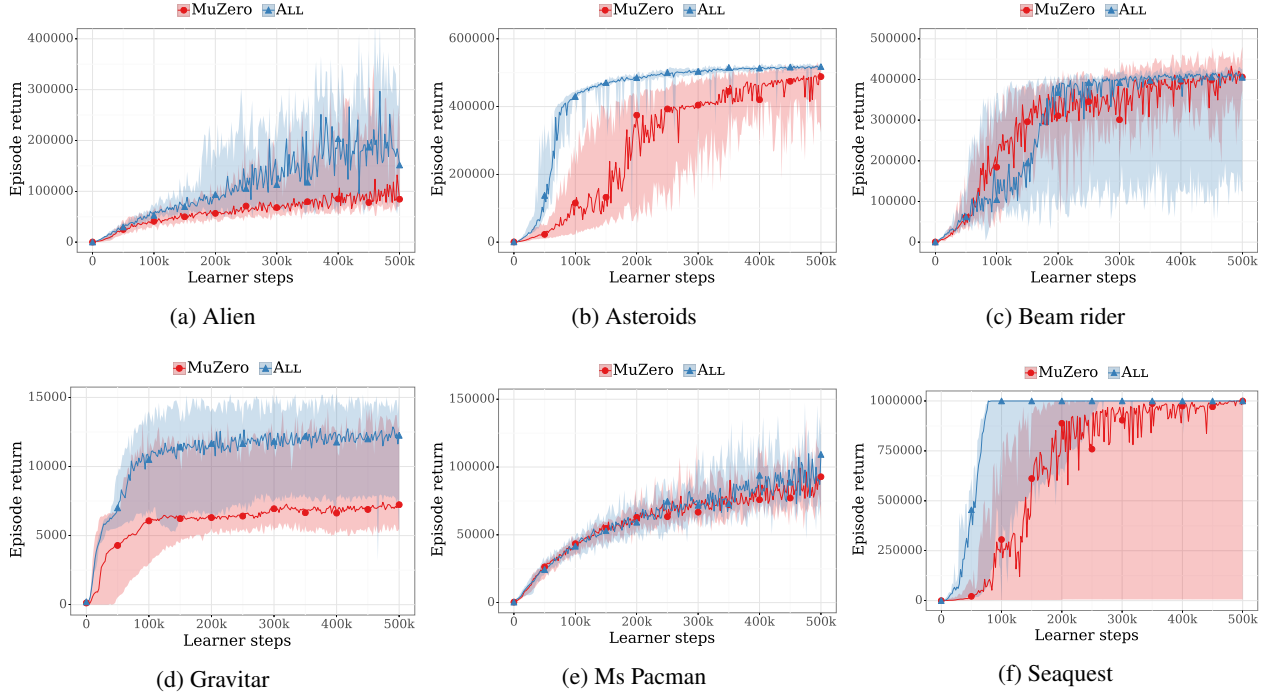 MuZero ALL
400000
300000
200000
100000
0
Episode return
0 100k 200k 300k 400k 500k
Learner steps
(a) Alien
MuZero ALL
600000
400000
200000
0
Episode return
0 100k 200k 300k 400k 500k
Learner steps
(b) Asteroids
MuZero ALL
500000
400000
300000
200000
100000
0
Episode return
0 100k 200k 300k 400k 500k
Learner steps
(c) Beam rider
MuZero ALL
15000
10000
5000
0
Episode return
0 100k 200k 300k 400k 500k
Learner steps
(d) Gravitar
MuZero ALL
150000
100000
50000
0
Episode return
0 100k 200k 300k 400k 500k
Learner steps
(e) Ms Pacman
MuZero ALL
1000000
750000
500000
250000
0
Episode return
0 100k 200k 300k 400k 500k
Learner steps
(f) Seaquest